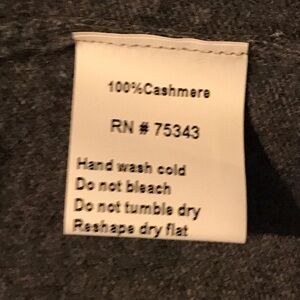 100%Cashmere
RN # 75343
Hand wash cold
Do not bleach
Do not tumble dry
Reshape dry flat